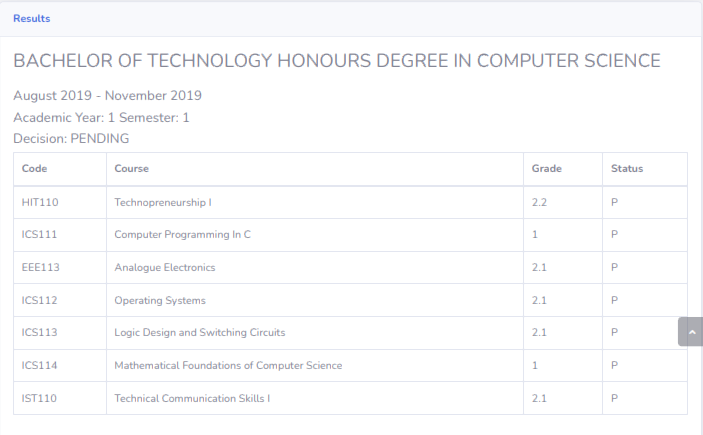 Results
BACHELOR OF TECHNOLOGY HONOURS DEGREE IN COMPUTER SCIENCE
August 2019 - November 2019
Academic Year: 1 Semester: 1
Decision: PENDING
Code Course Grade Status
HIT110 Technopreneurship I 2.2 P
ICS111 Computer Programming In C 1 P
EEE113 Analogue Electronics 2.1 P
ICS112 Operating Systems 2.1 P
ICS113 Logic Design and Switching Circuits 2.1 P
ICS114 Mathematical Foundations of Computer Science 1 P
IST110 Technical Communication Skills I 2.1 P